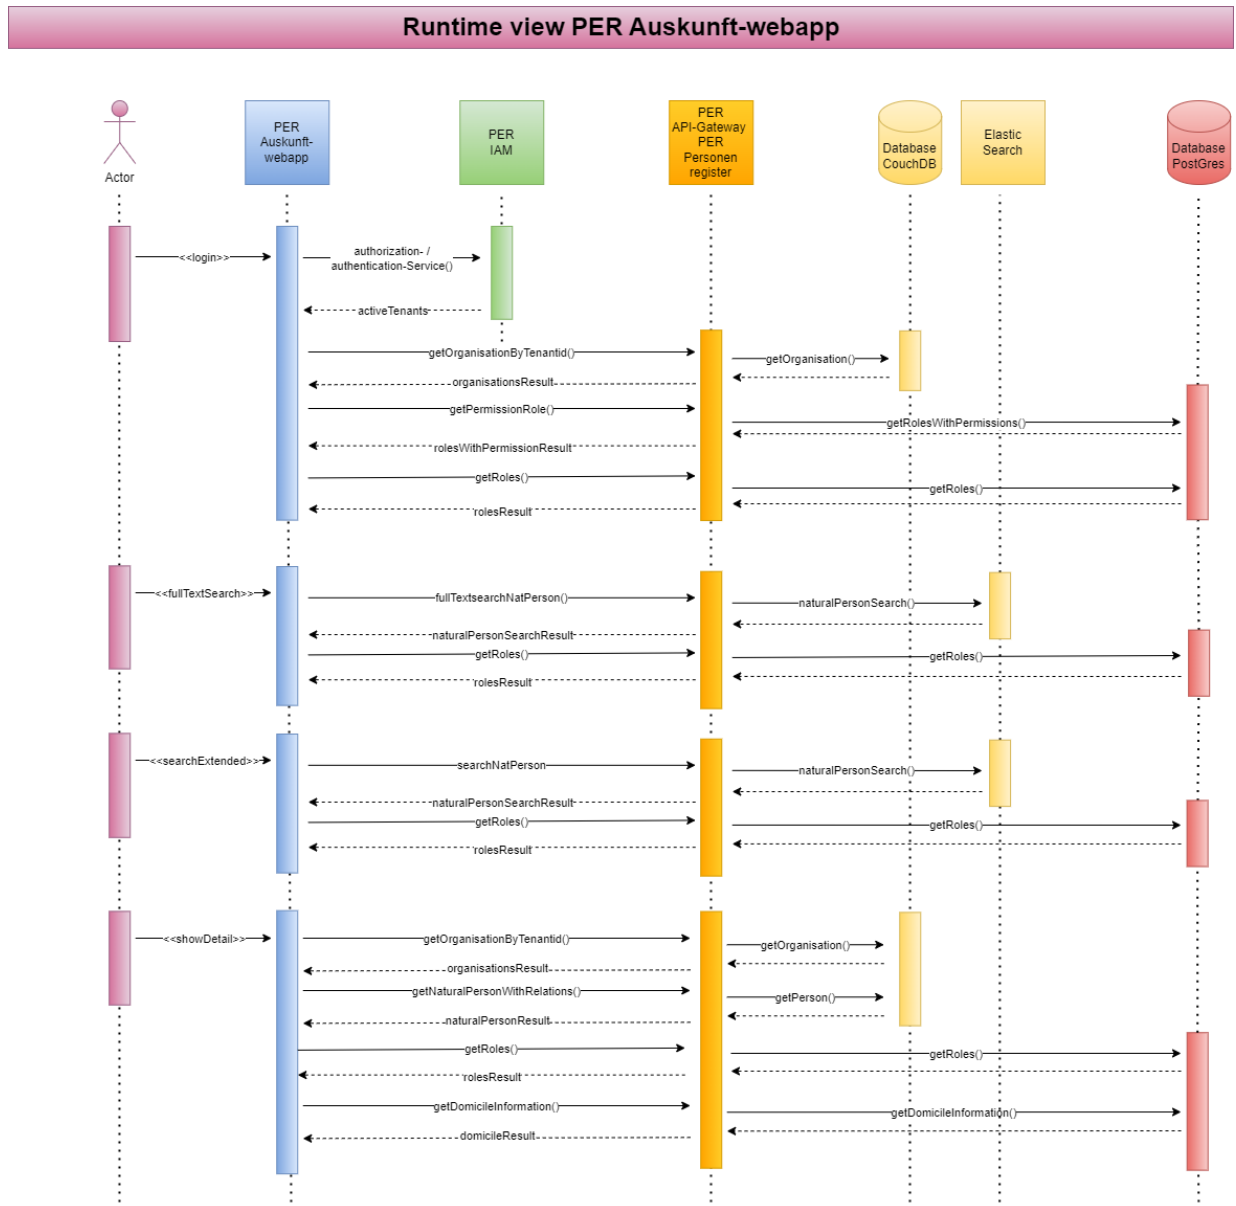 Runtime view PER Auskunft-webapp
Actor
PER
Auskunft-
webapp
PER
IAM
PER
API-Gateway
PER
Personen
register
Database
CouchDB
Elastic
Search
Database
PostGres
<<login>>
authorization- /
authentication-Service()
activeTenants
getOrganisationByTenantid()
getOrganisation()
organisationsResult
getPermissionRole()
getRolesWithPermissions()
rolesWithPermissionResult
getRoles()
getRoles()
rolesResult
<<fullTextSearch>>
fullTextsearchNatPerson()
naturalPersonSearch()
naturalPersonSearchResult
getRoles()
getRoles()
rolesResult
<<searchExtended>>
searchNatPerson
naturalPersonSearch()
naturalPersonSearchResult
getRoles()
getRoles()
rolesResult
<<showDetail>>
getOrganisationByTenantid()
getOrganisation()
organisationsResult
getNaturalPersonWithRelations()
getPerson()
naturalPersonResult
getRoles()
getRoles()
rolesResult
getDomicileInformation()
getDomicileInformation()
domicileResult